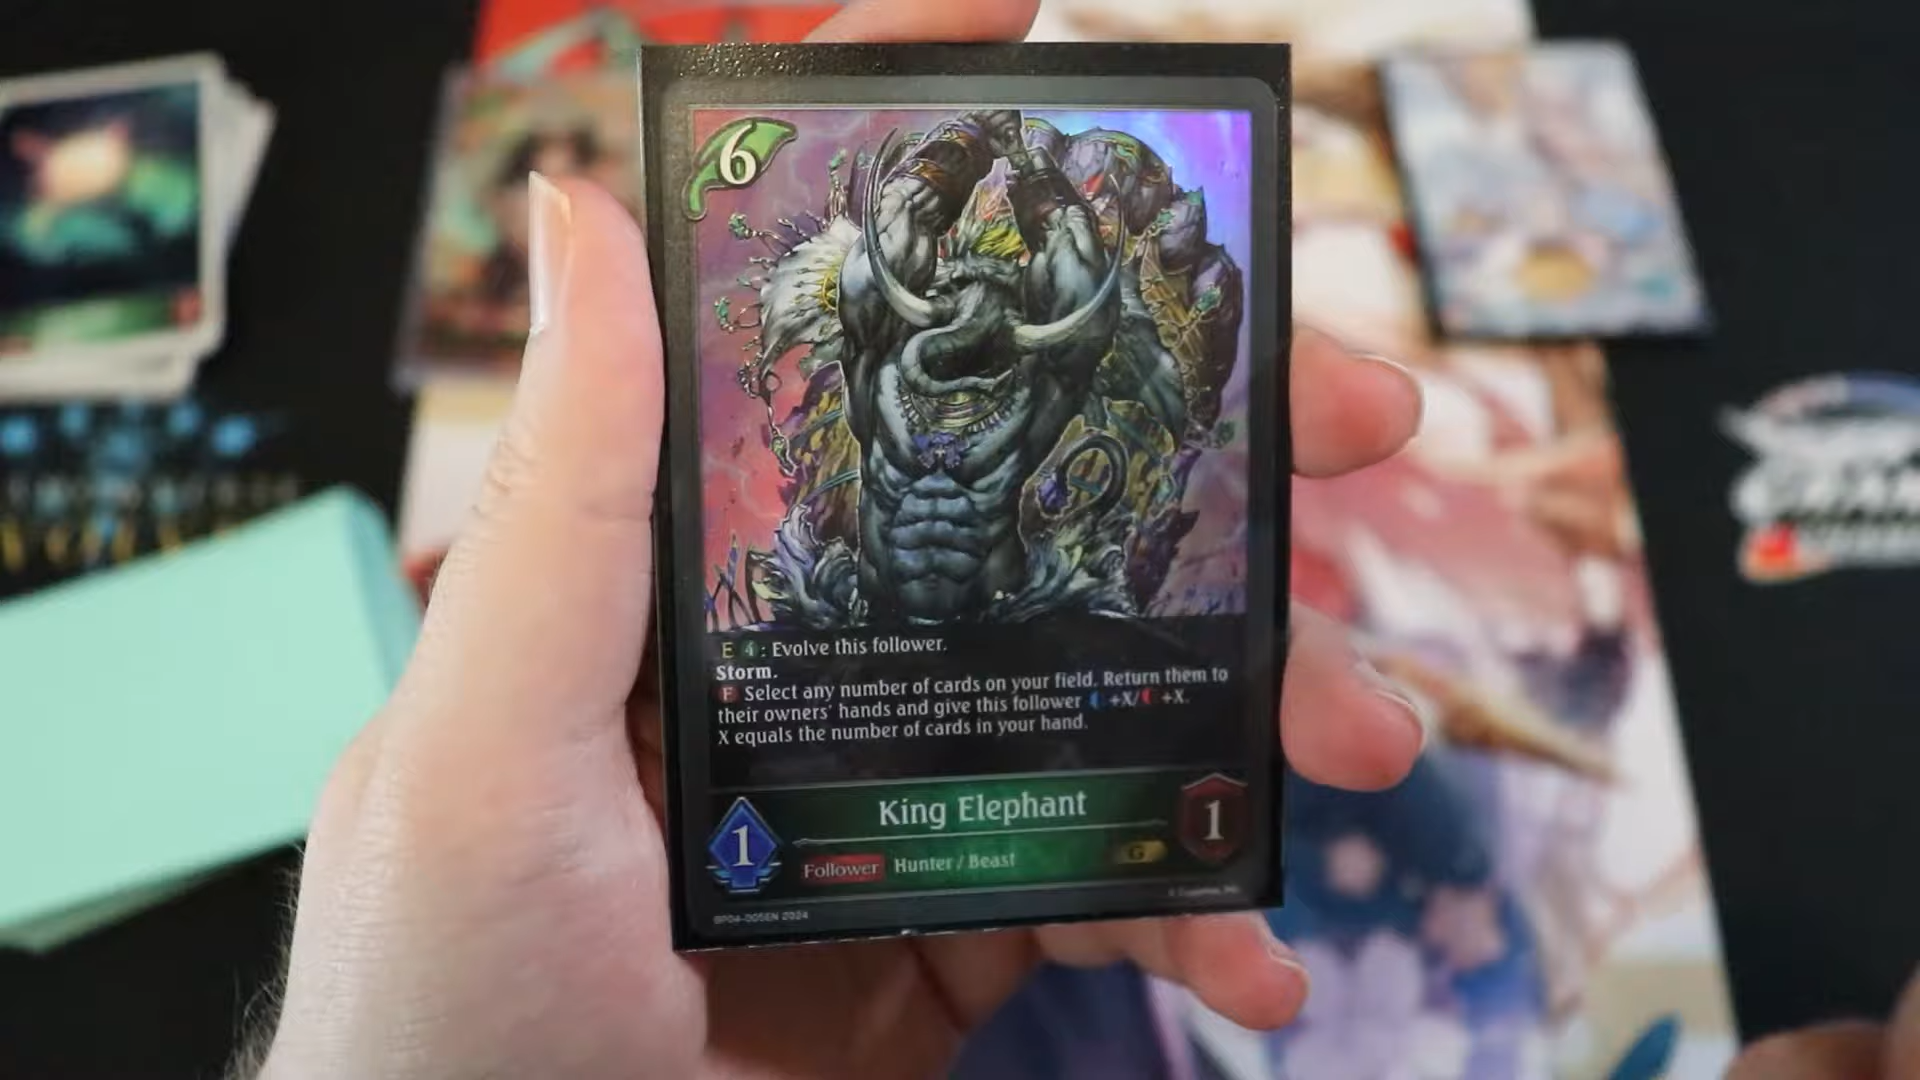 6
E 4 : Evolve this follower.
Storm.
F Select any number of cards on your field. Return them to
their owners' hands and give this follower +X/ +X.
X equals the number of cards in your hand.
King Elephant
1
1
Follower Hunter / Beast
G
BP04-005EN 2024